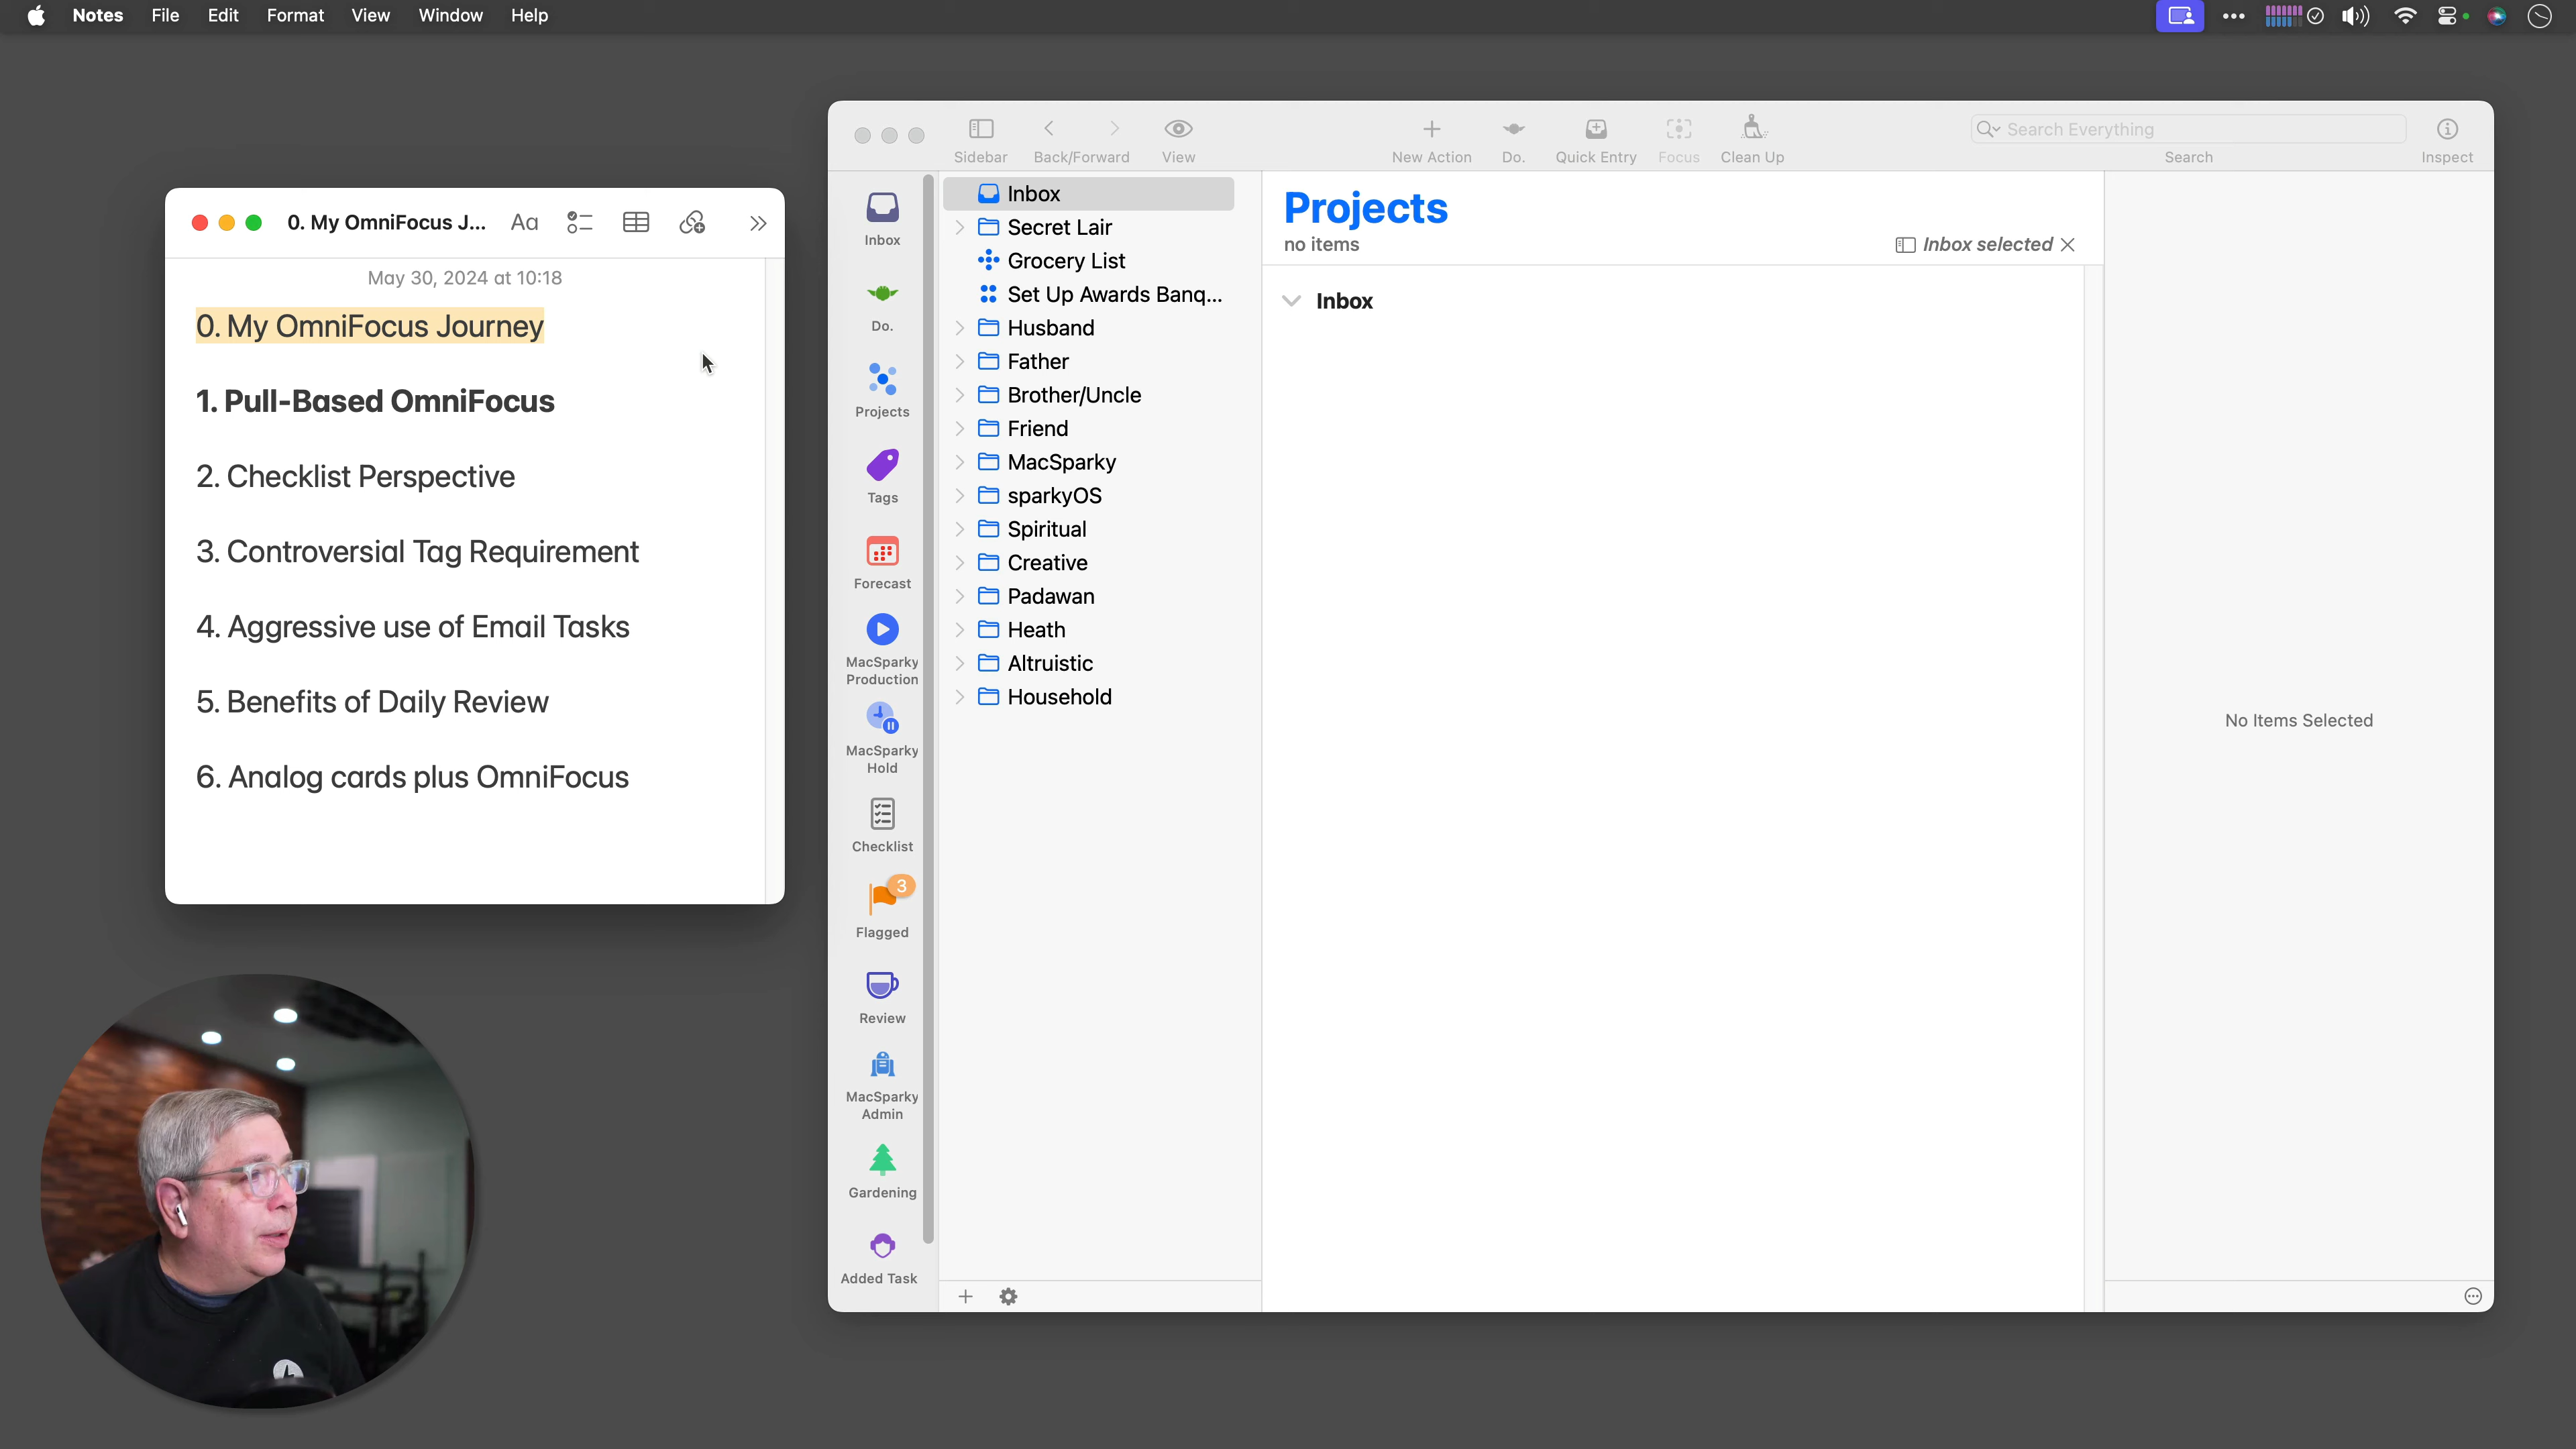 Notes File Edit Format View Window Help
0. My OmniFocus J...
Aa
May 30, 2024 at 10:18
0. My OmniFocus Journey
1. Pull-Based OmniFocus
2. Checklist Perspective
3. Controversial Tag Requirement
4. Aggressive use of Email Tasks
5. Benefits of Daily Review
6. Analog cards plus OmniFocus
Sidebar
Back/Forward
View
New Action
Do.
Quick Entry
Focus
Clean Up
Search Everything
Search
Inspect
Inbox
Do.
Projects
Tags
Forecast
MacSparky
Production
MacSparky
Hold
Checklist
3
Flagged
Review
MacSparky
Admin
Gardening
Added Task
Inbox
Secret Lair
Grocery List
Set Up Awards Banq...
Husband
Father
Brother/Uncle
Friend
MacSparky
sparkyOS
Spiritual
Creative
Padawan
Heath
Altruistic
Household
Projects
no items
Inbox selected
Inbox
No Items Selected